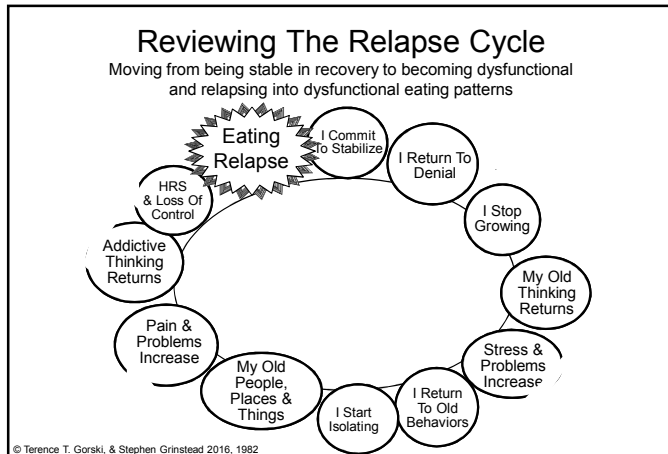 Reviewing The Relapse Cycle
Moving from being stable in recovery to becoming dysfunctional
and relapsing into dysfunctional eating patterns
Eating
Relapse
I Commit
To Stabilize
I Return To
Denial
I Stop
Growing
My Old
Thinking
Returns
Stress &
Problems
Increase
I Return
To Old
Behaviors
I Start
Isolating
My Old
People,
Places &
Things
Pain &
Problems
Increase
Addictive
Thinking
Returns
HRS
& Loss Of
Control
© Terence T. Gorski, & Stephen Grinstead 2016, 1982